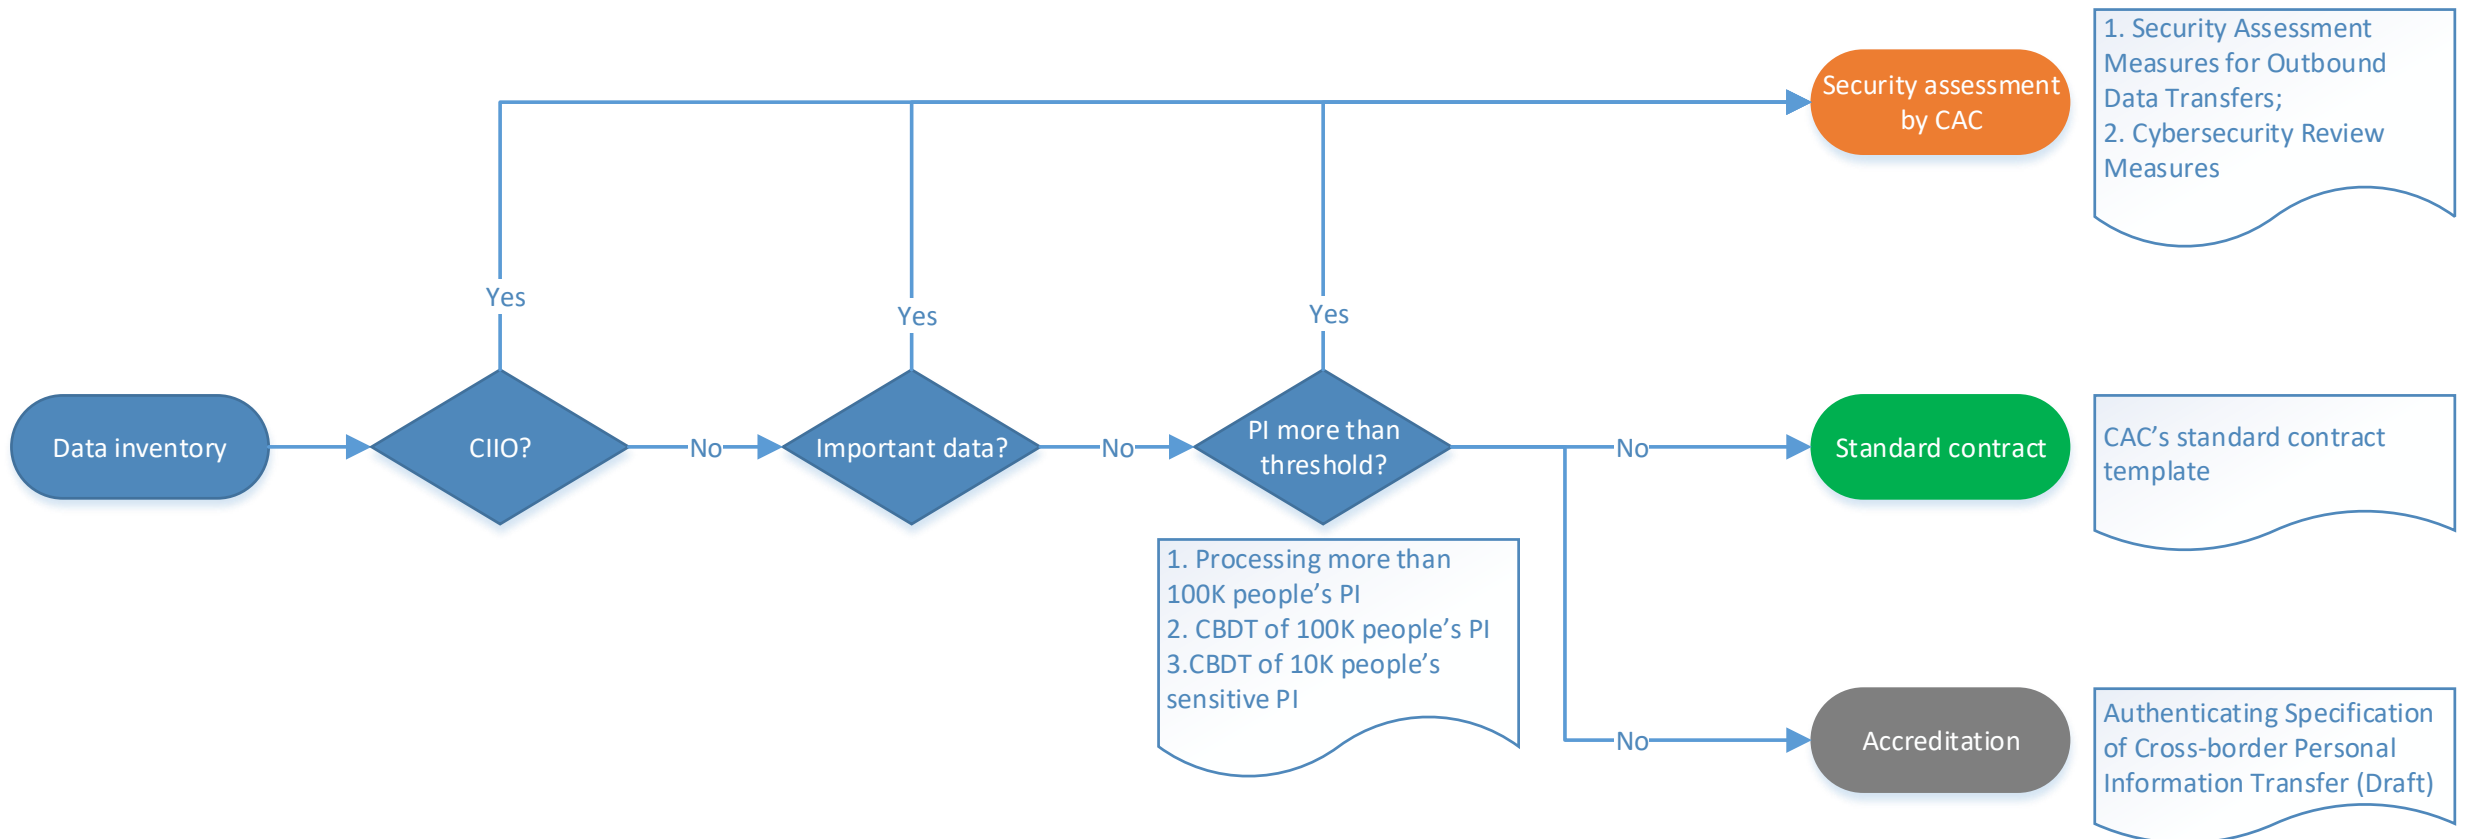 1. Security Assessment
Measures for Outbound
Data Transfers;
2. Cybersecurity Review
Measures
Security assessment
by CAC
Yes
Yes
Yes
Data inventory
CIIO?
No
Important data?
No
PI more than
threshold?
No
Standard contract
CAC’s standard contract
template
1. Processing more than
100K people’s PI
2. CBDT of 100K people’s PI
3.CBDT of 10K people’s
sensitive PI
No
Accreditation
Authenticating Specification
of Cross-border Personal
Information Transfer (Draft)